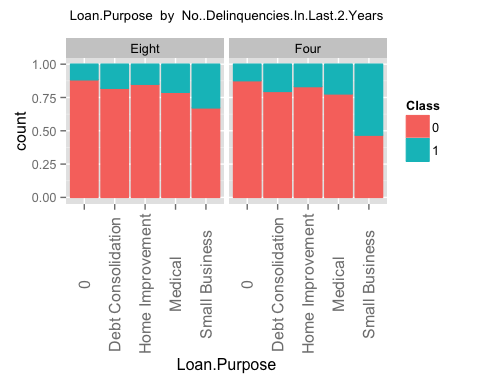 Loan.Purpose by No..Delinquencies.In.Last.2.Years
Eight
Four
1.00
0.75
0.50
0.25
0.00
count
0
Debt Consolidation
Home Improvement
Medical
Small Business
0
Debt Consolidation
Home Improvement
Medical
Small Business
Loan.Purpose
Class
0
1